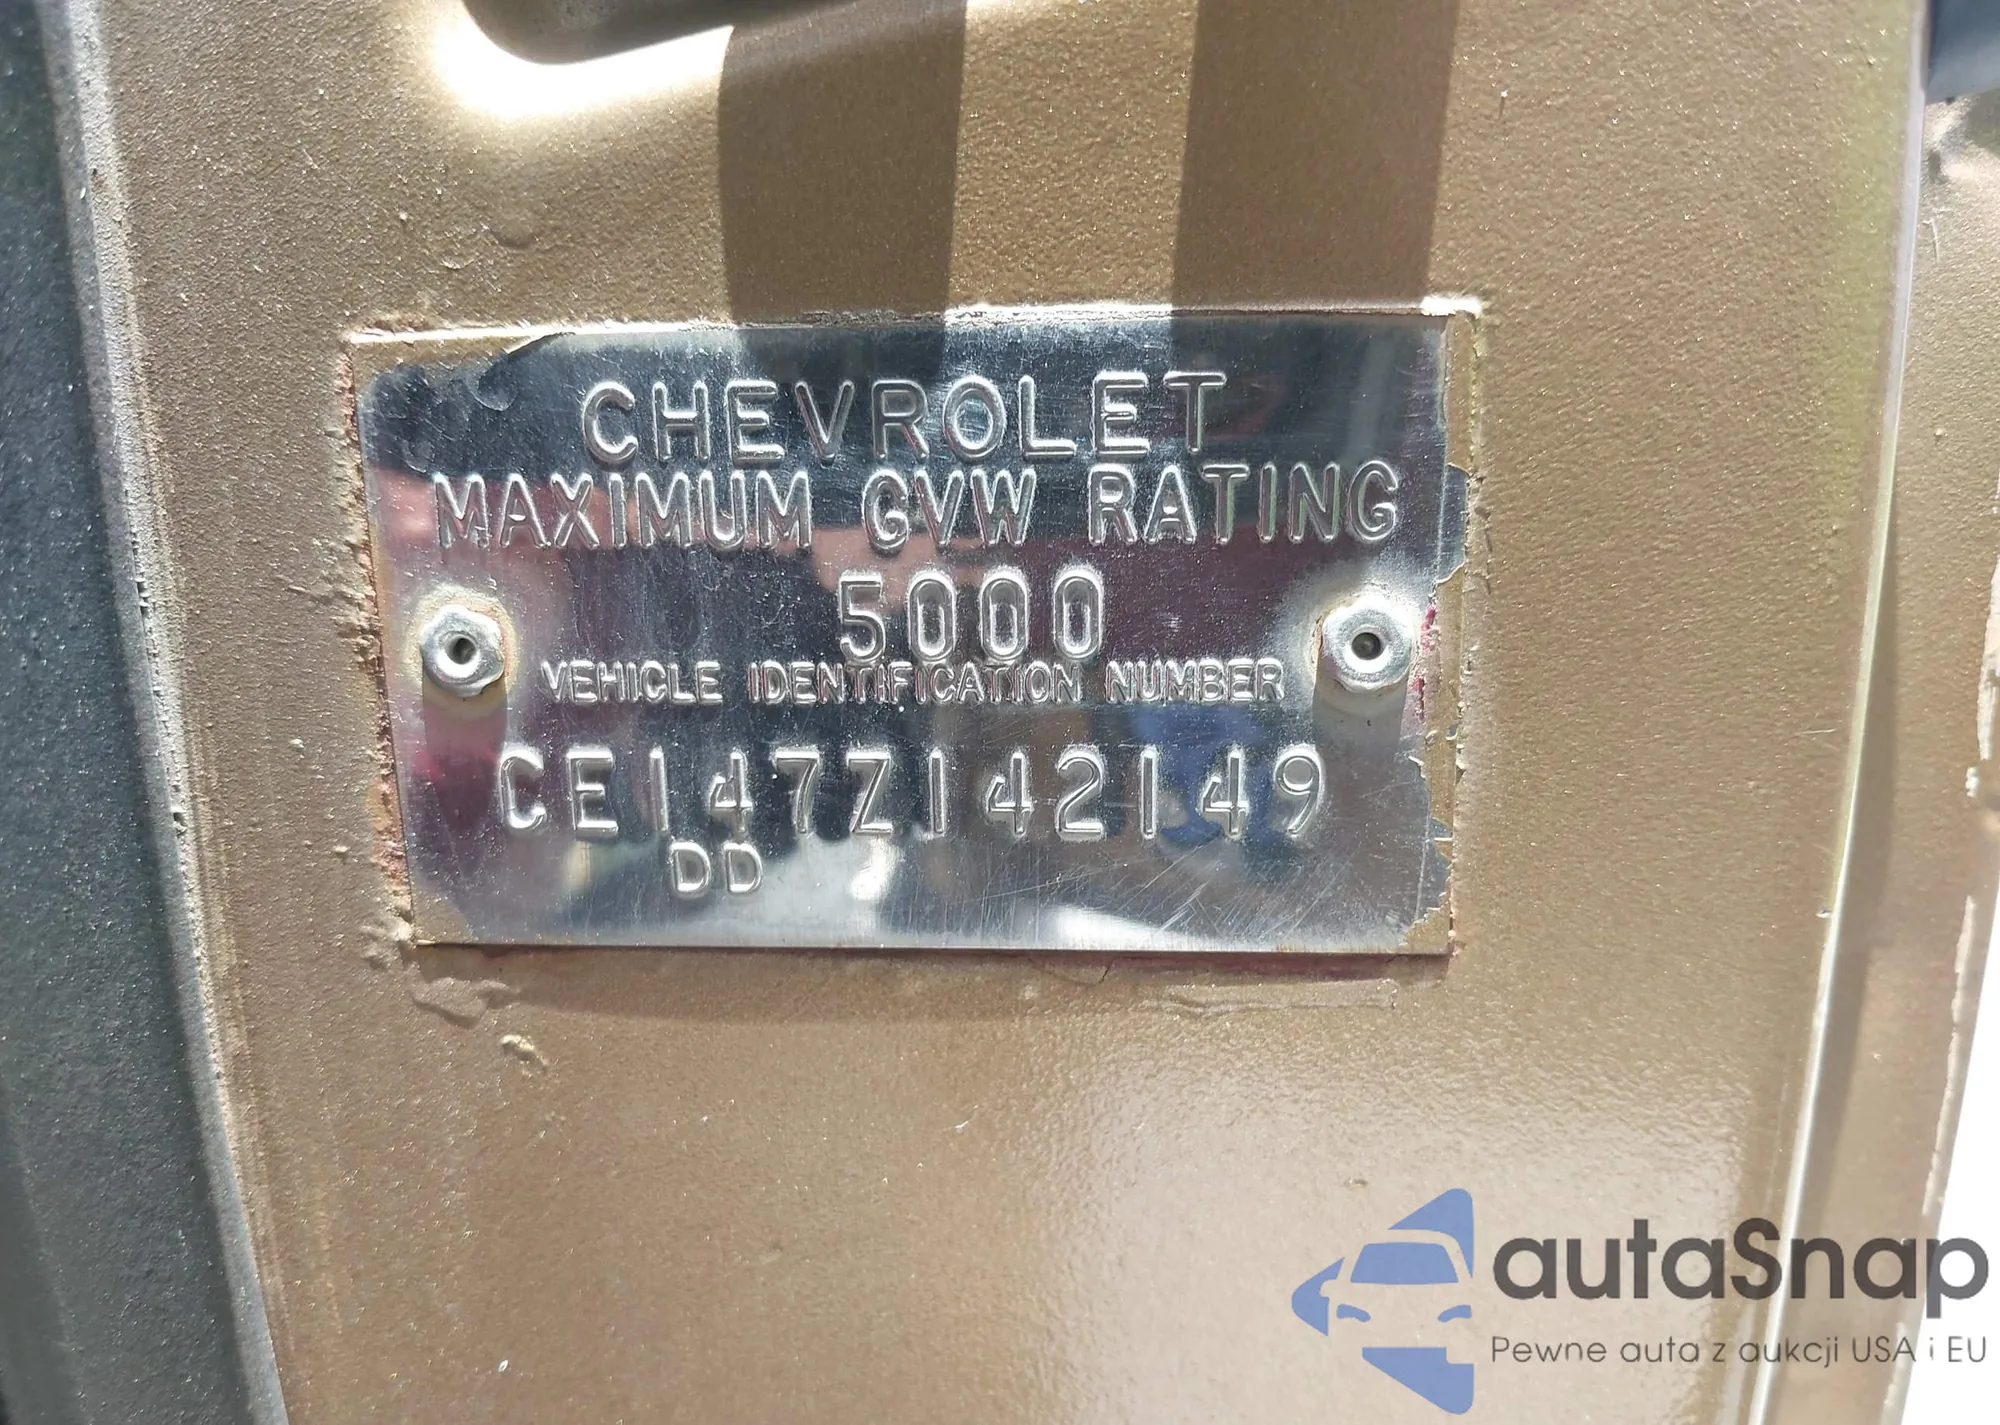 CHEVROLET
MAXIMUM GVW RATING
5000
VEHICLE IDENTIFICATION NUMBER
CE147Z142149
DD
autaSnap
Pewne auta z aukcji USA i EU